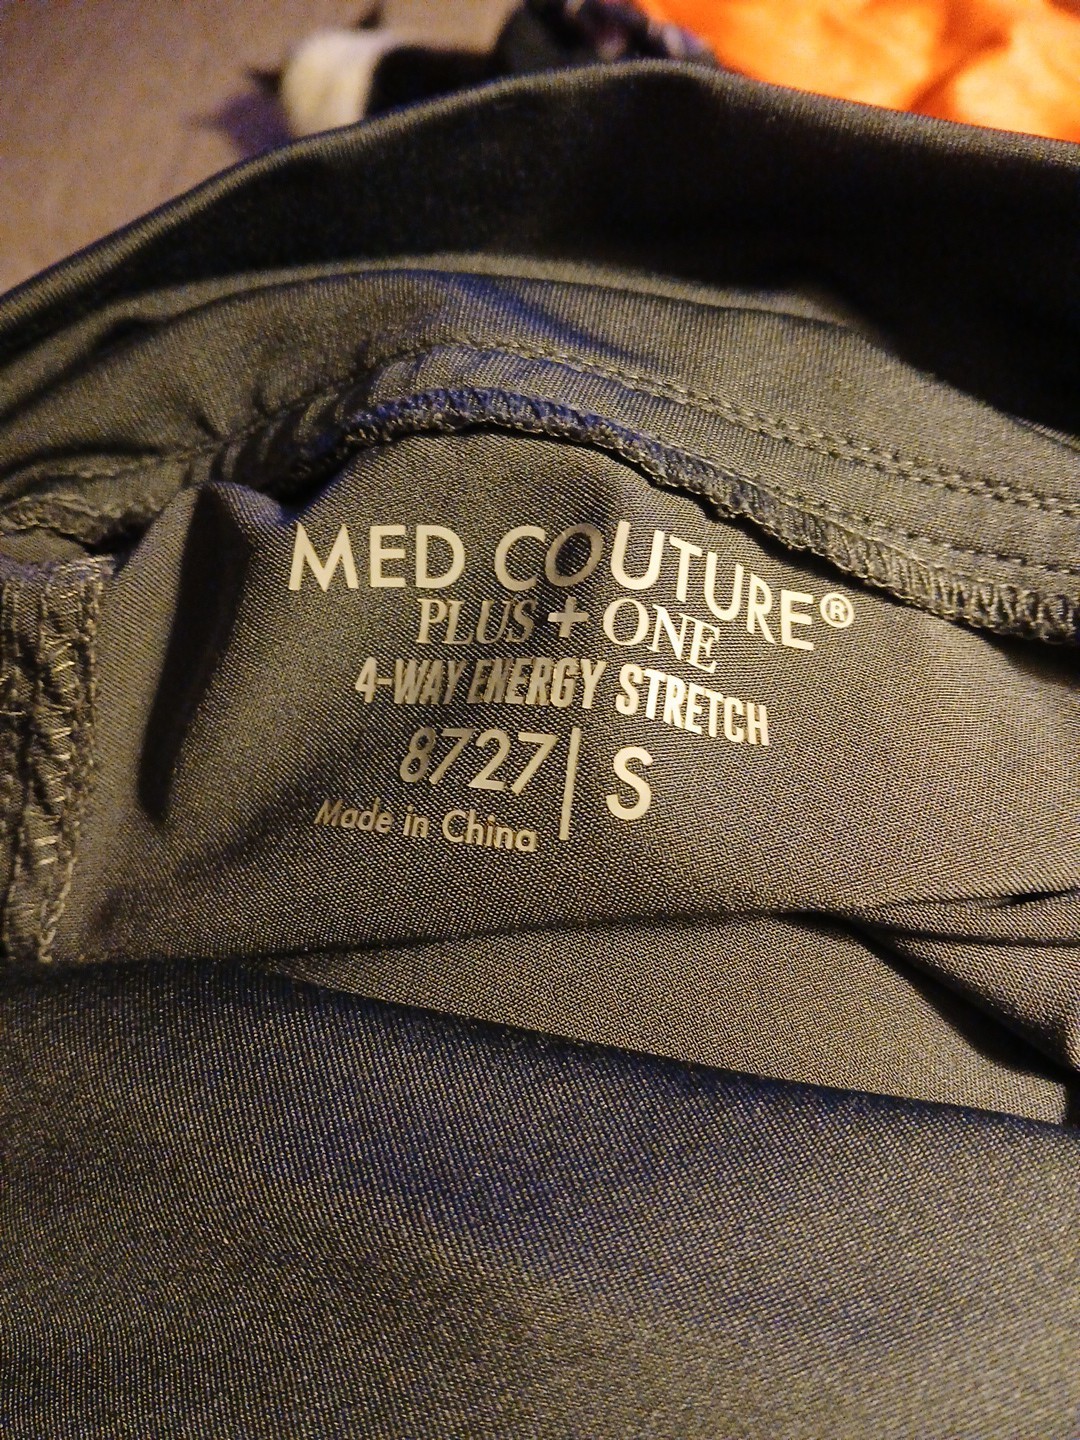 MED COUTURE®
PLUS + ONE
4-WAY ENERGY STRETCH
8727 | S
Made in China